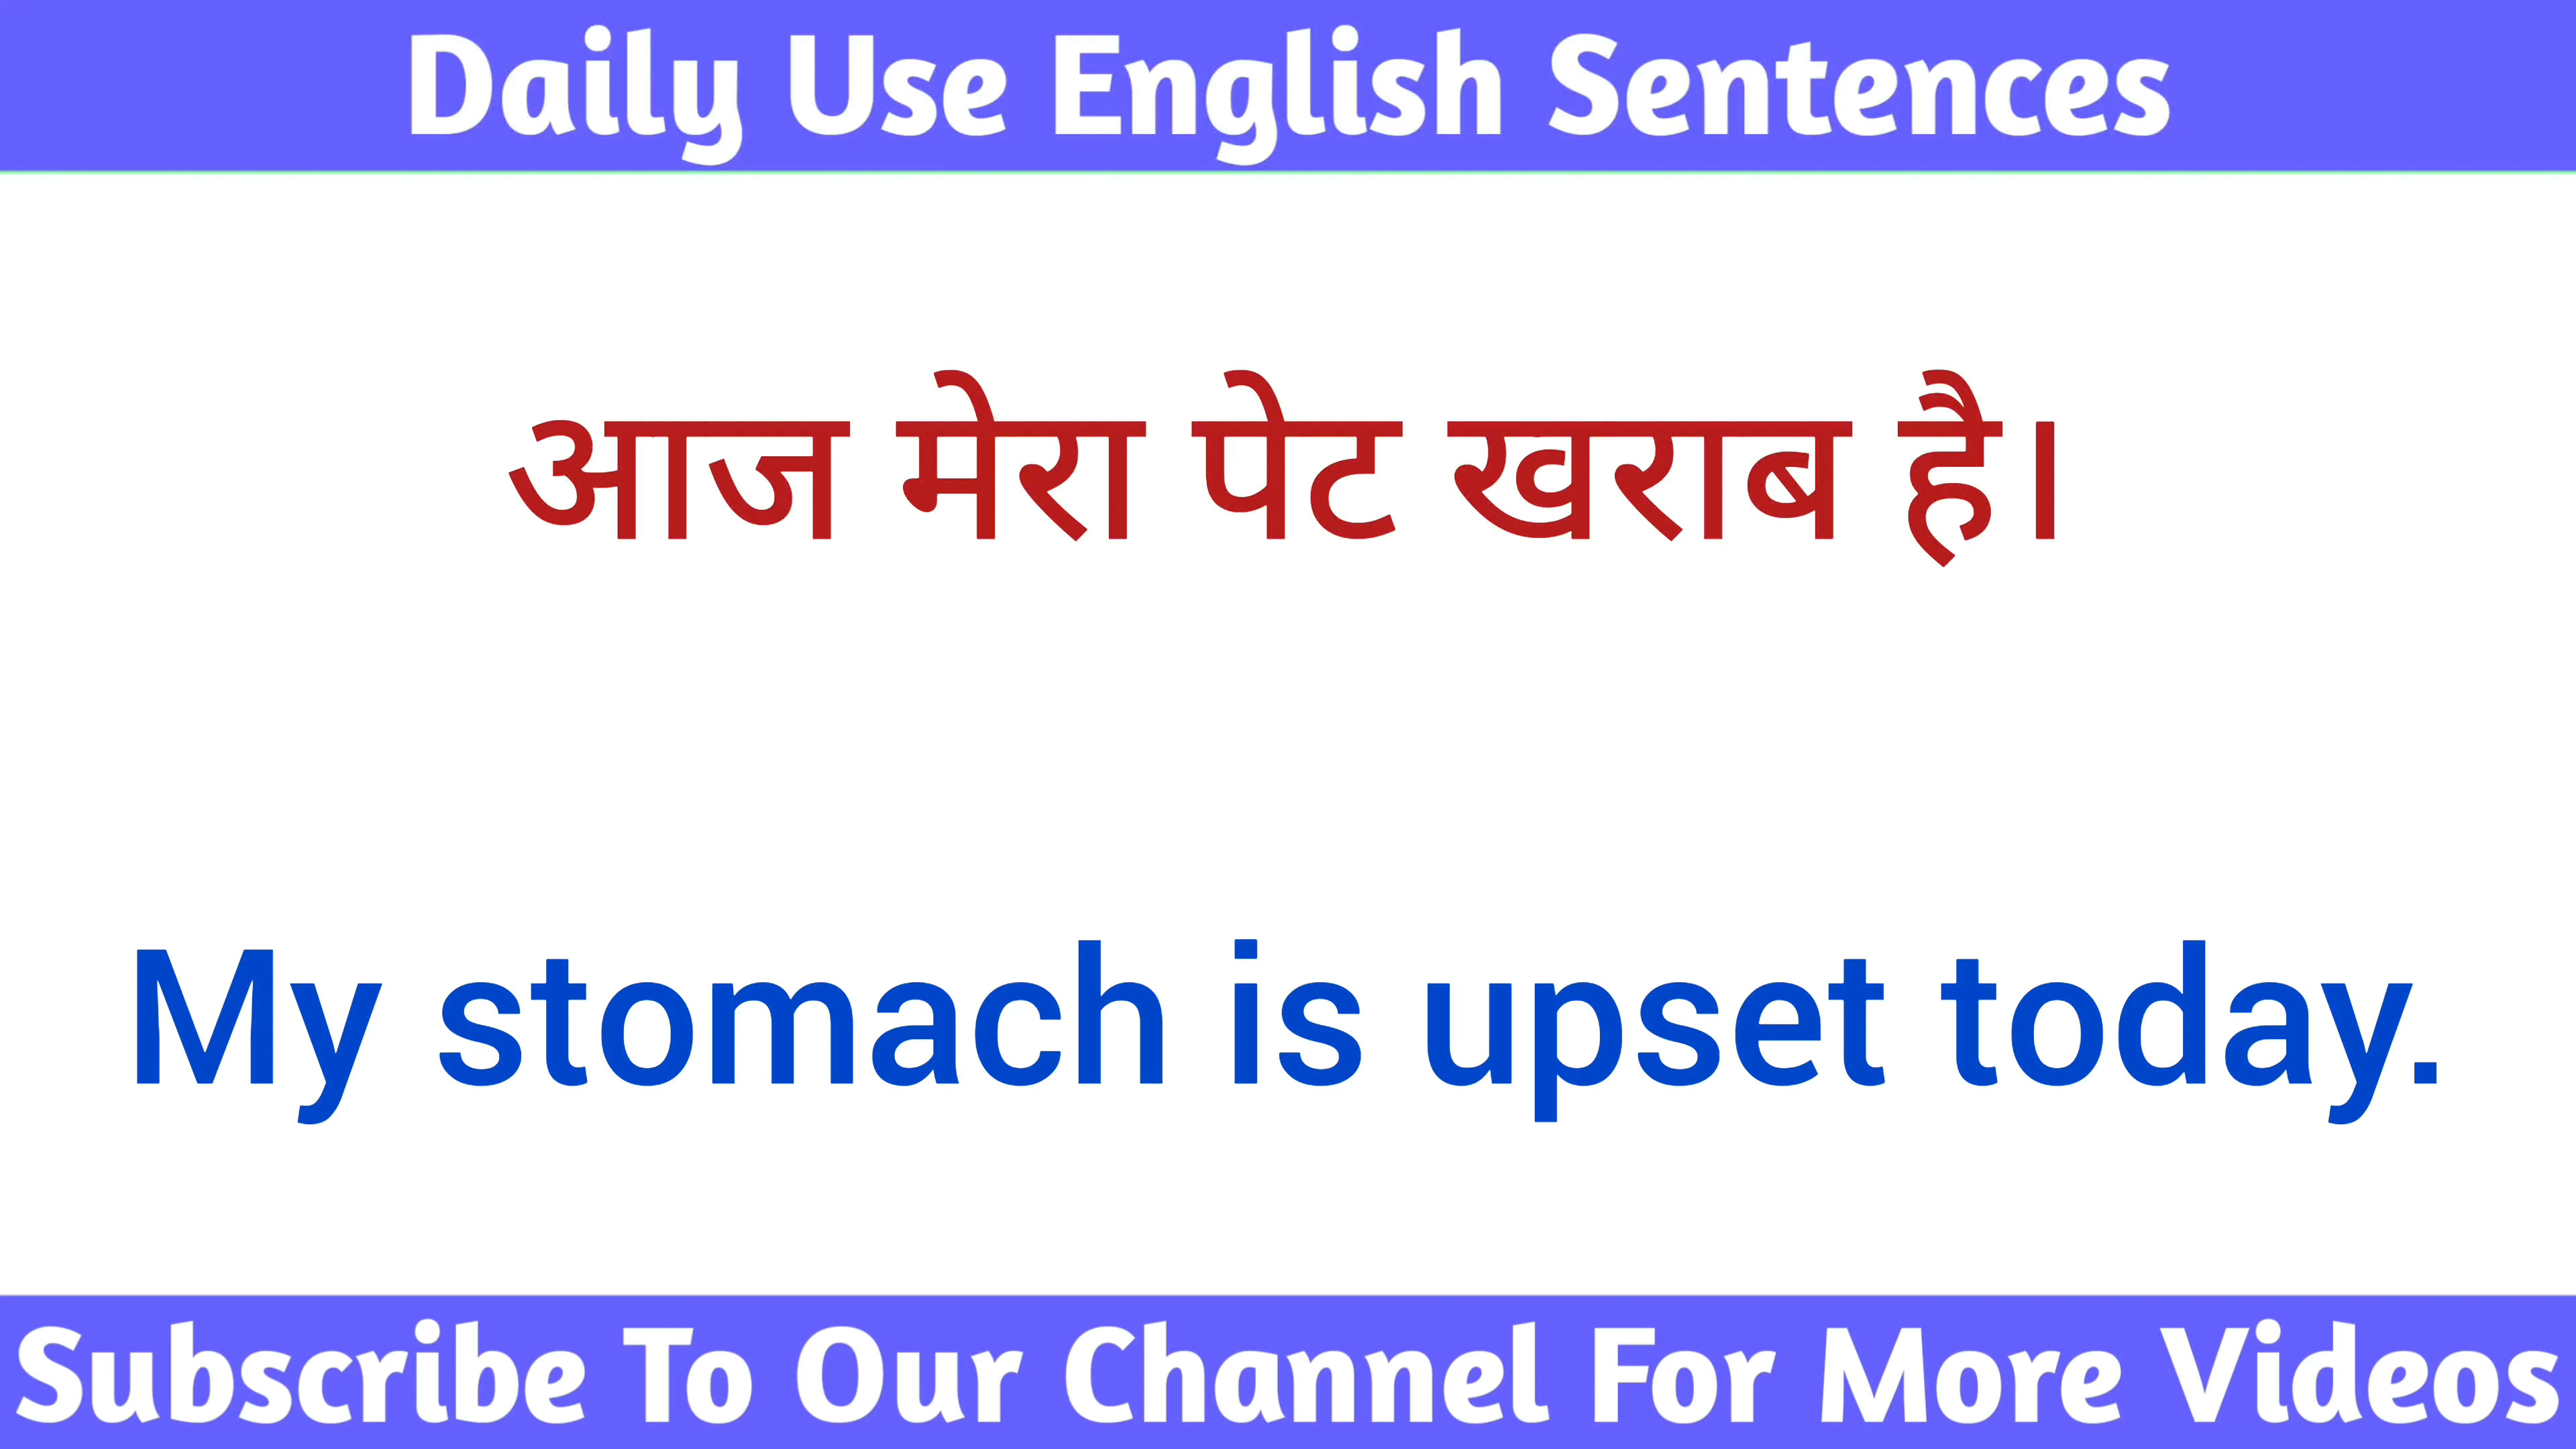 Daily Use English Sentences
आज मेरा पेट खराब है।
My stomach is upset today.
Subscribe To Our Channel For More Videos